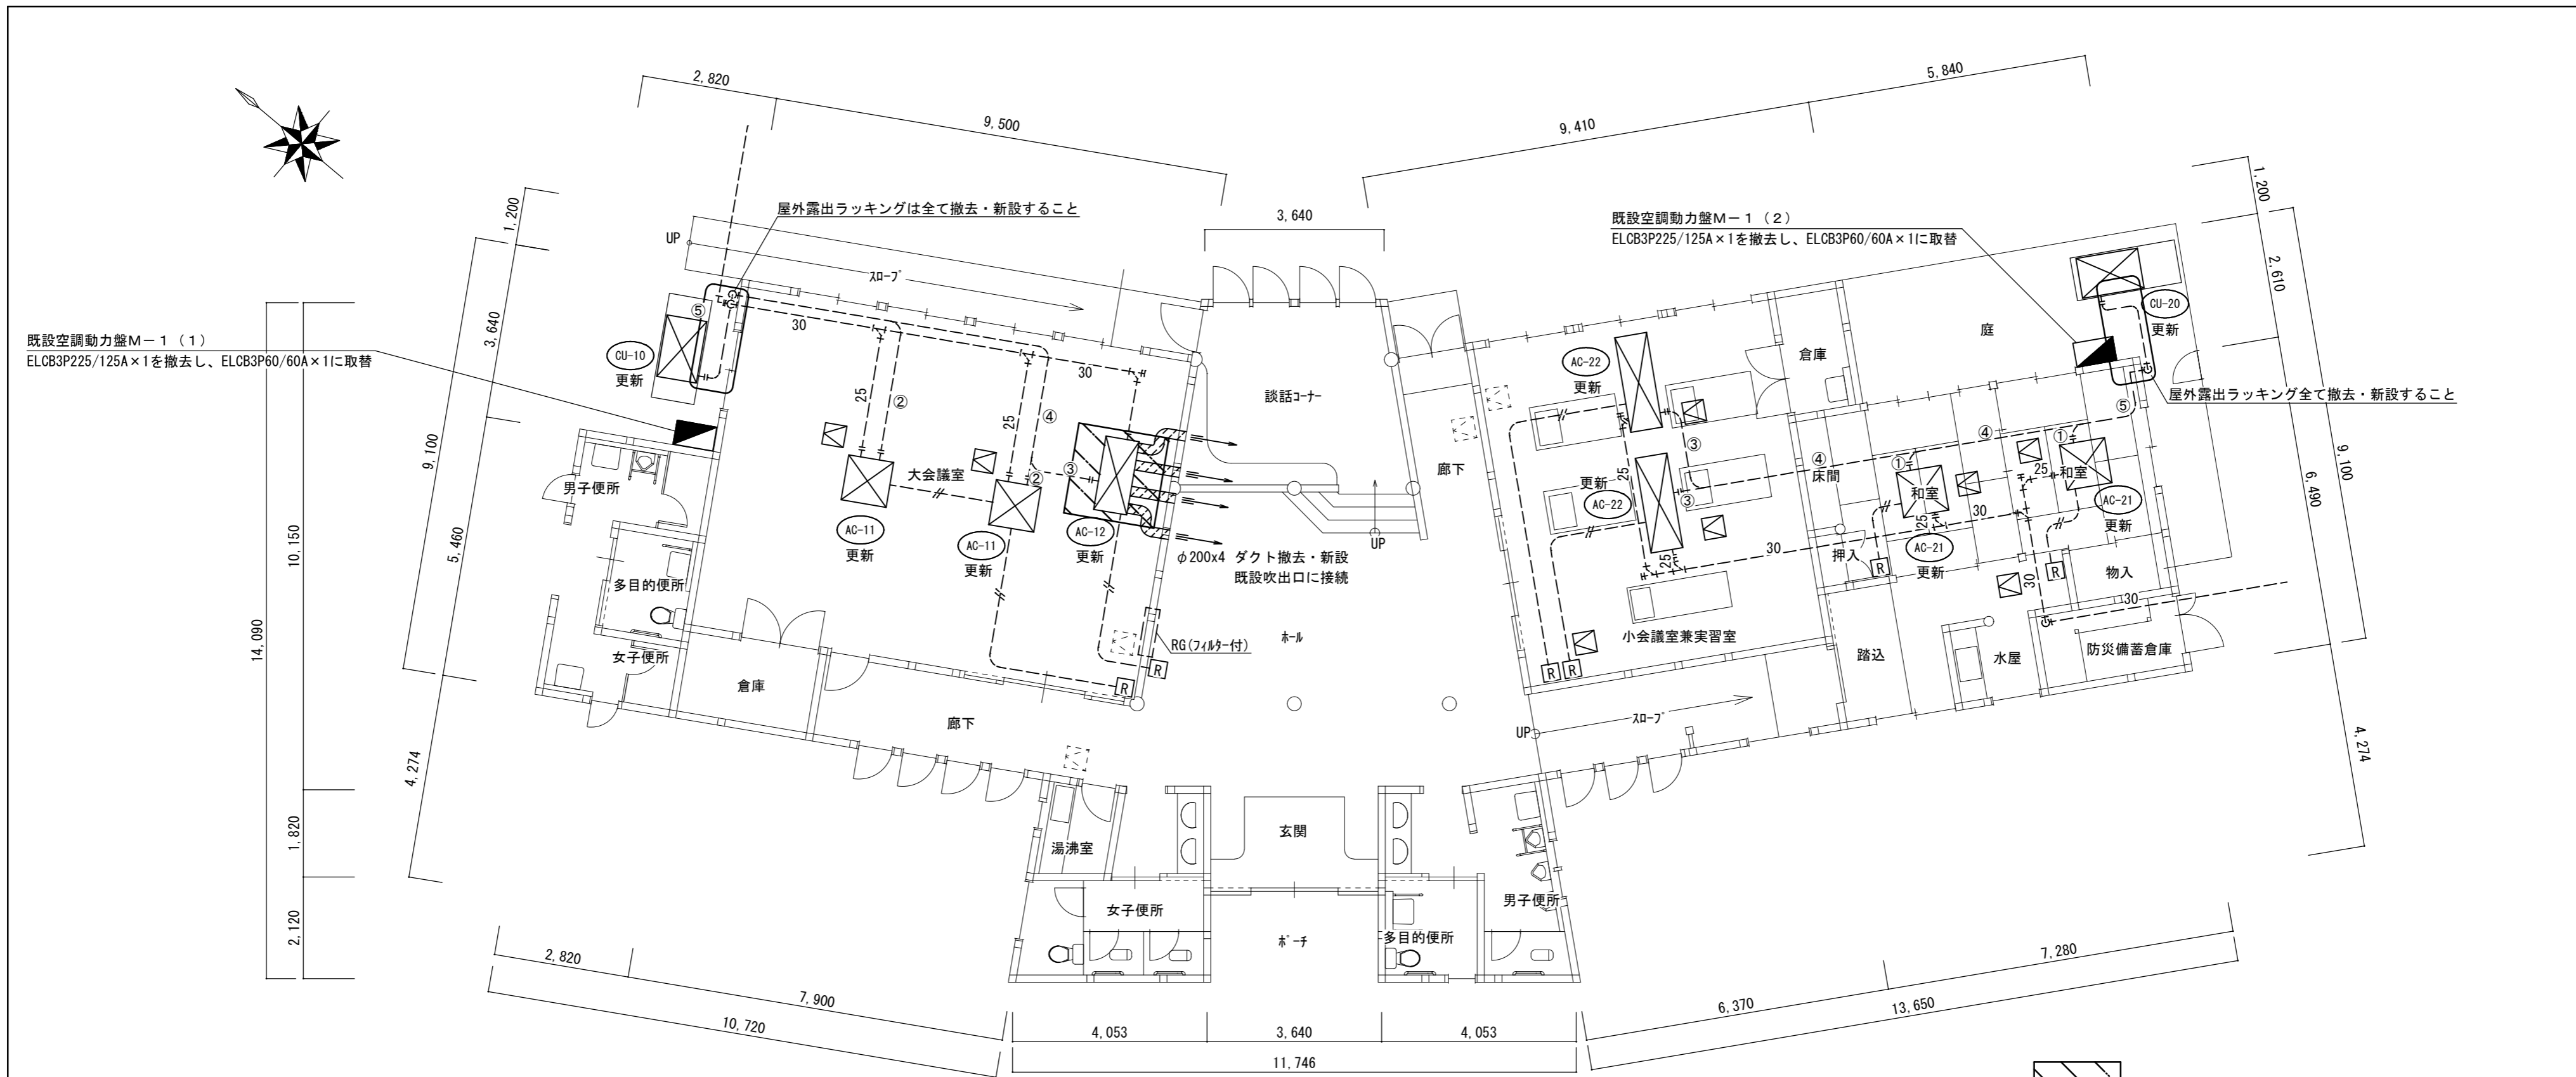 2,820
9,500
3,640
9,410
5,840
1,200
3,640
9,100
5,460
4,274
10,150
14,090
1,820
2,120
1,200
2,610
9,100
6,490
4,274
屋外露出ラッキングは全て撤去・新設すること
UP
スロープ
既設空調動力盤M-1(1)
ELCB3P225/125A×1を撤去し、ELCB3P60/60A×1に取替
既設空調動力盤M-1(2)
ELCB3P225/125A×1を撤去し、ELCB3P60/60A×1に取替
屋外露出ラッキング全て撤去・新設すること
⑤
CU-10
更新
30
25
②
25
④
30
②
③
大会議室
AC-11
更新
AC-11
更新
AC-12
更新
φ200x4 ダクト撤去・新設
既設吹出口に接続
RG(フィルター付)
R
R
男子便所
多目的便所
女子便所
倉庫
廊下
談話コーナー
UP
ホール
廊下
AC-22
更新
更新
AC-22
25
③
③
25
30
小会議室兼実習室
R
R
倉庫
庭
CU-20
更新
⑤
④
④
床間
①
和室
25
AC-21
更新
30
①
和室
25
AC-21
更新
押入
R
R
30
物入
30
防災備蓄倉庫
水屋
踏込
UP
スロープ
湯沸室
女子便所
玄関
ポーチ
多目的便所
男子便所
2,820
7,900
10,720
4,053
3,640
4,053
11,746
6,370
7,280
13,650